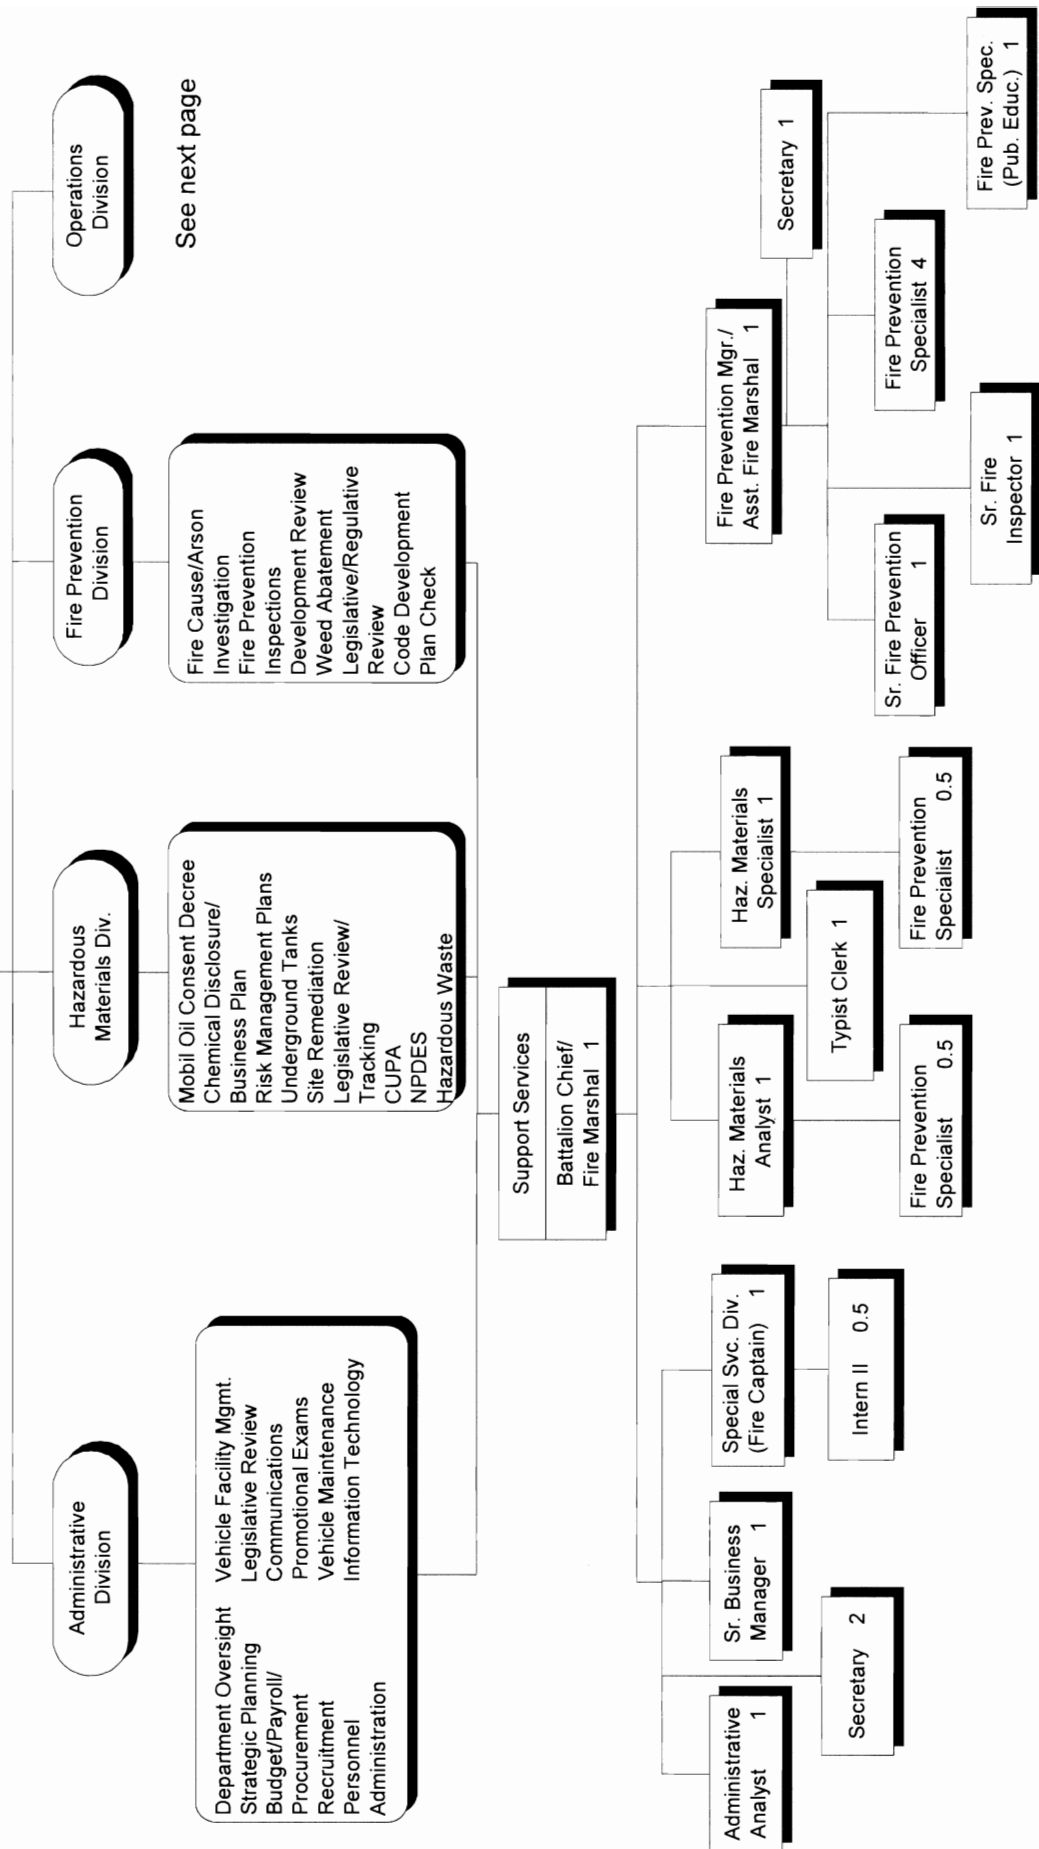 Administrative
Division
Hazardous
Materials Div.
Fire Prevention
Division
Operations
Division
See next page
Department Oversight
Strategic Planning
Budget/Payroll/
Procurement
Recruitment
Personnel
Administration
Vehicle Facility Mgmt.
Legislative Review
Communications
Promotional Exams
Vehicle Maintenance
Information Technology
Mobil Oil Consent Decree
Chemical Disclosure/
Business Plan
Risk Management Plans
Underground Tanks
Site Remediation
Legislative Review/
Tracking
CUPA
NPDES
Hazardous Waste
Fire Cause/Arson
Investigation
Fire Prevention
Inspections
Development Review
Weed Abatement
Legislative/Regulative
Review
Code Development
Plan Check
Support Services
Battalion Chief/
Fire Marshal 1
Administrative
Analyst 1
Secretary 2
Sr. Business
Manager 1
Special Svc. Div.
(Fire Captain) 1
Intern II 0.5
Haz. Materials
Analyst 1
Fire Prevention
Specialist 0.5
Typist Clerk 1
Haz. Materials
Specialist 1
Fire Prevention
Specialist 0.5
Fire Prevention Mgr./
Asst. Fire Marshal 1
Secretary 1
Sr. Fire Prevention
Officer 1
Sr. Fire
Inspector 1
Fire Prevention
Specialist 4
Fire Prev. Spec.
(Pub. Educ.) 1